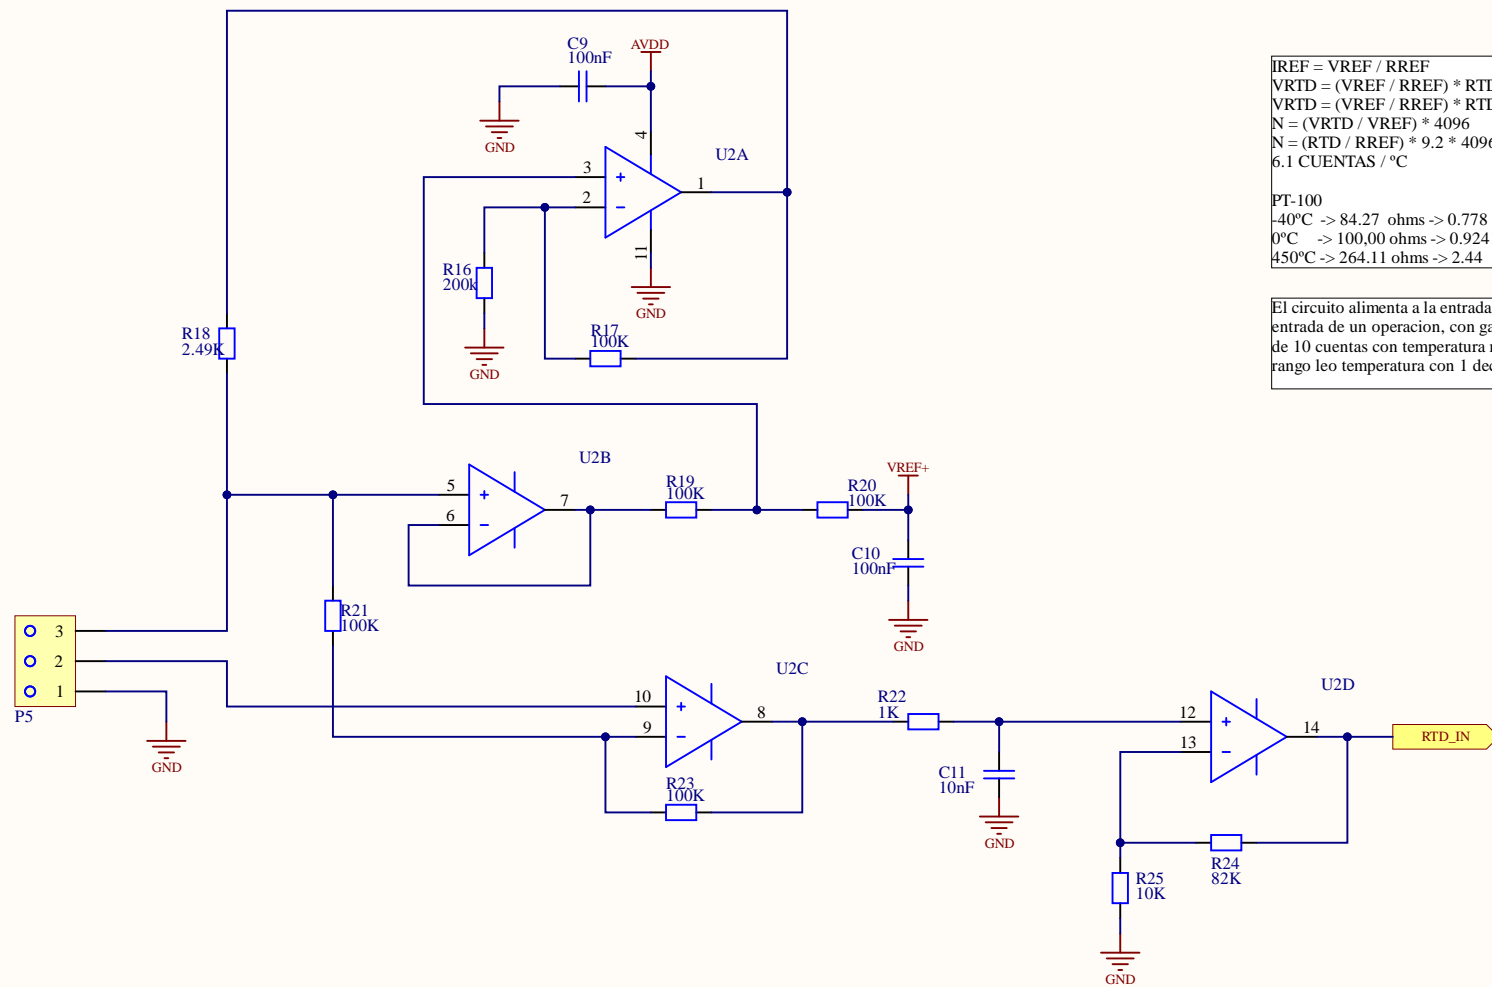 C9
100nF
AVDD
GND
4
U2A
3
2
1
11
R16
200k
GND
GND
R17
100K
R18
2.49K
IREF = VREF / RREF
VRTD = (VREF / RREF) * RTD
VRTD = (VREF / RREF) * RTD
N = (VRTD / VREF) * 4096
N = (RTD / RREF) * 9.2 * 4096
6.1 CUENTAS / ºC
PT-100
-40ºC -> 84.27 ohms -> 0.778
0ºC -> 100,00 ohms -> 0.924
450ºC -> 264.11 ohms -> 2.44
El circuito alimenta a la entrada
entrada de un operacion, con
de 10 cuentas con temperatura
rango leo temperatura con 1
U2B
5
6
7
R19
100K
R20
100K
VREF+
C10
100nF
GND
R21
100K
3
2
1
P5
GND
U2C
10
9
8
R23
100K
R22
1K
C11
10nF
GND
U2D
12
13
14
RTD_IN
R24
82K
R25
10K
GND